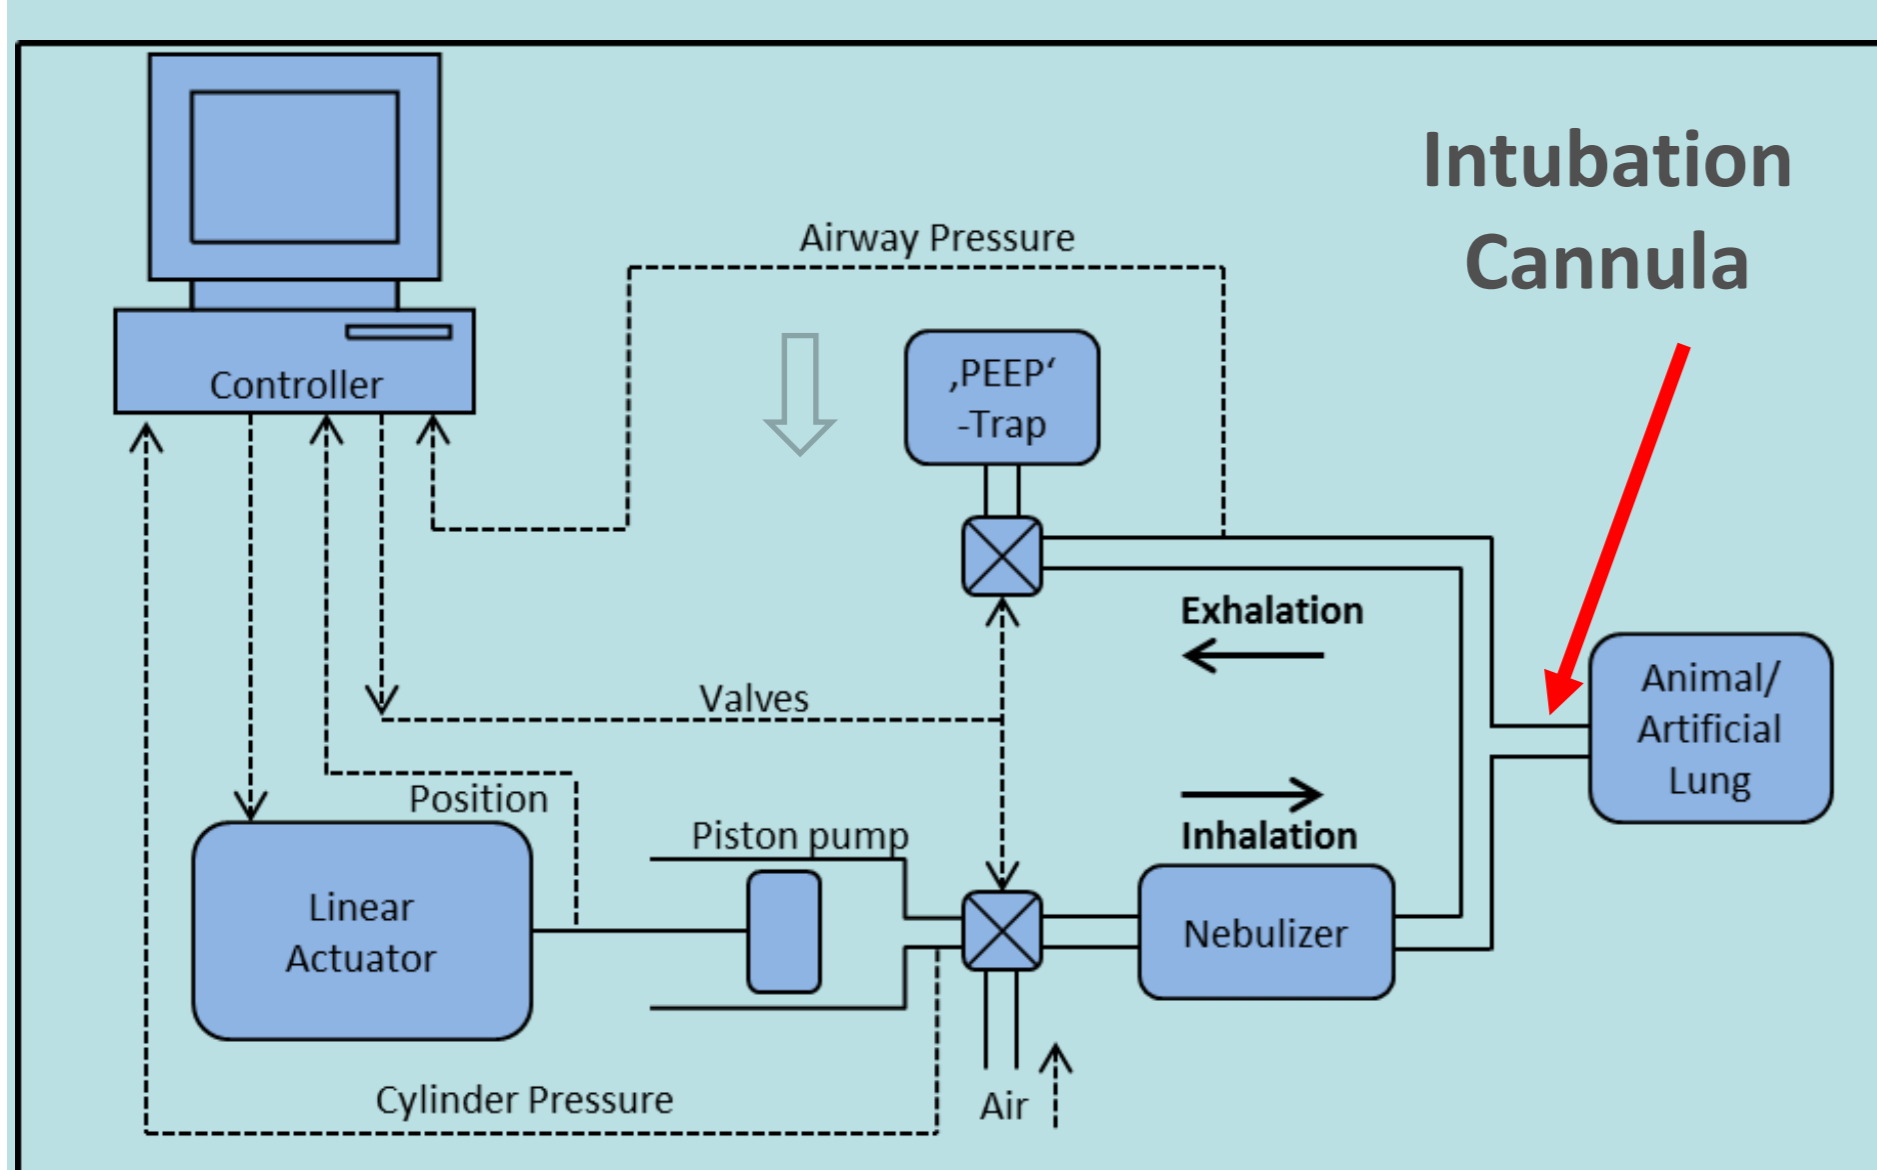 Intubation
Cannula
Airway Pressure
‚PEEP‘
-Trap
Controller
Exhalation
Valves
Animal/
Artificial
Lung
Position
Inhalation
Piston pump
Linear
Actuator
Nebulizer
Cylinder Pressure
Air